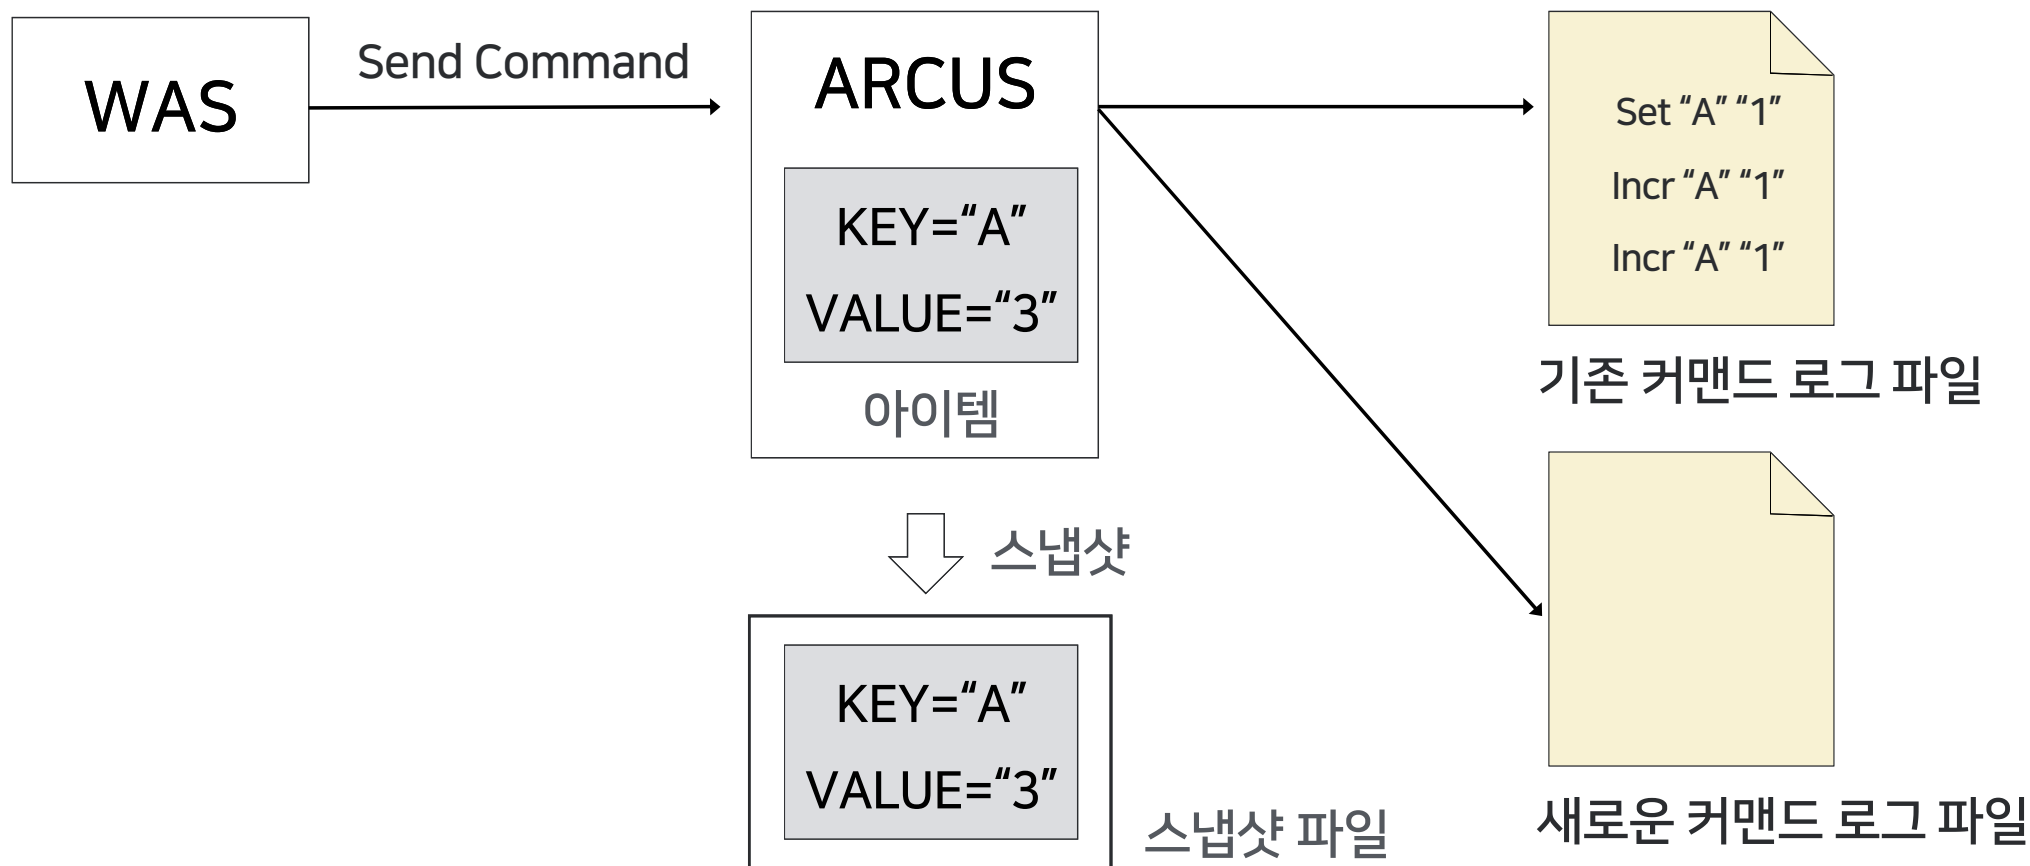 WAS
Send Command
ARCUS
KEY=“A”
VALUE=“3”
아이템
Set “A” “1”
Incr “A” “1”
Incr “A” “1”
기존 커맨드 로그 파일
스냅샷
KEY=“A”
VALUE=“3”
스냅샷 파일
새로운 커맨드 로그 파일